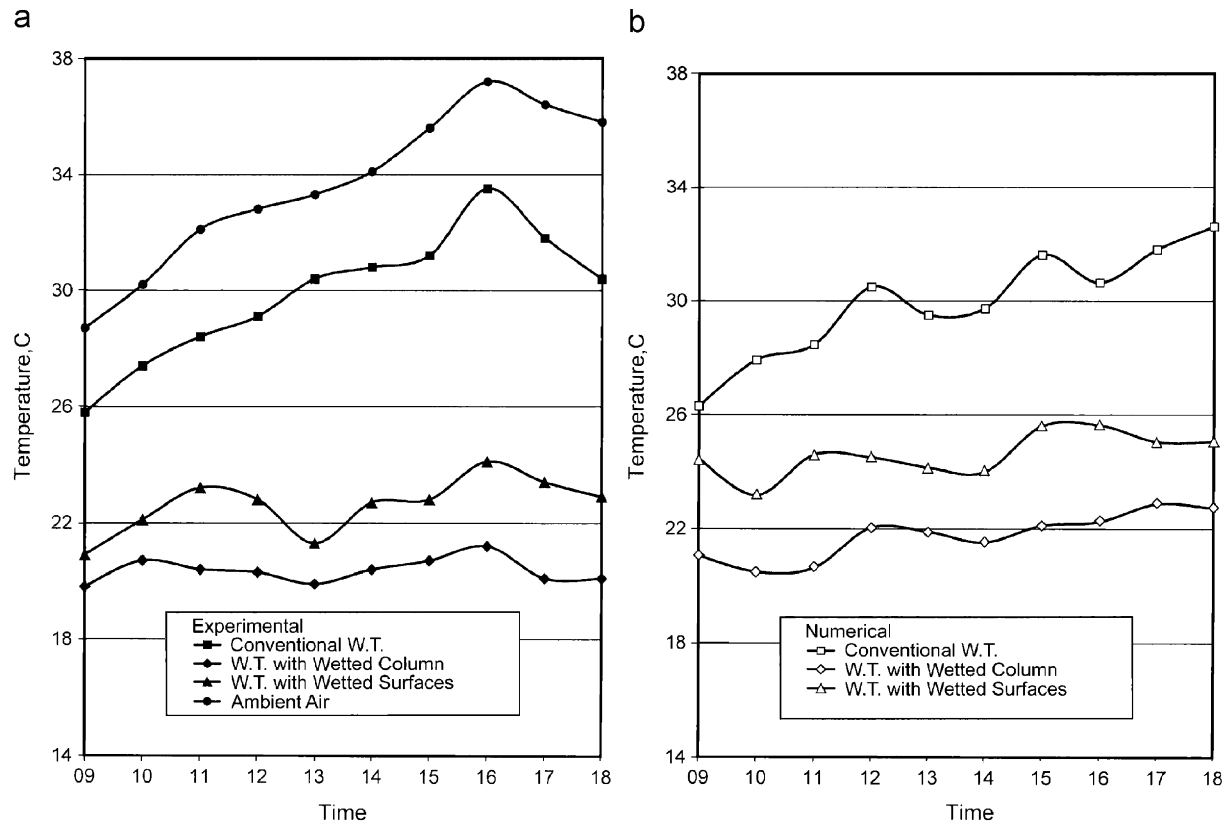 a
38
34
30
26
22
18
14
Temperature,C
Experimental
Conventional W.T.
W.T. with Wetted Column
W.T. with Wetted Surfaces
Ambient Air
09 10 11 12 13 14 15 16 17 18
Time
b
38
34
30
26
22
18
14
Temperature,C
Numerical
Conventional W.T.
W.T. with Wetted Column
W.T. with Wetted Surfaces
09 10 11 12 13 14 15 16 17 18
Time